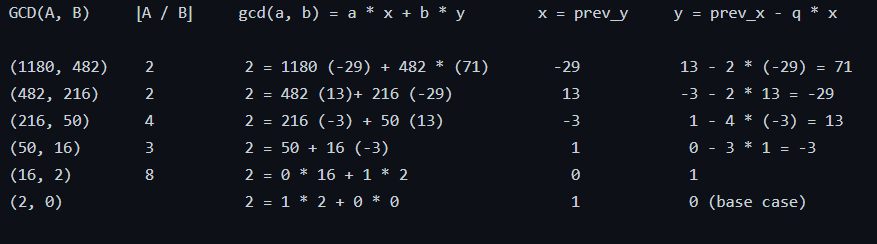 GCD(A, B) ⌊A / B⌋ gcd(a, b) = a * x + b * y x = prev_y y = prev_x - q * x
(1180, 482) 2 2 = 1180 (-29) + 482 * (71) -29 13 - 2 * (-29) = 71
(482, 216) 2 2 = 482 (13)+ 216 (-29) 13 -3 - 2 * 13 = -29
(216, 50) 4 2 = 216 (-3) + 50 (13) -3 1 - 4 * (-3) = 13
(50, 16) 3 2 = 50 + 16 (-3) 1 0 - 3 * 1 = -3
(16, 2) 8 2 = 0 * 16 + 1 * 2 0 1
(2, 0) 2 = 1 * 2 + 0 * 0 1 0 (base case)